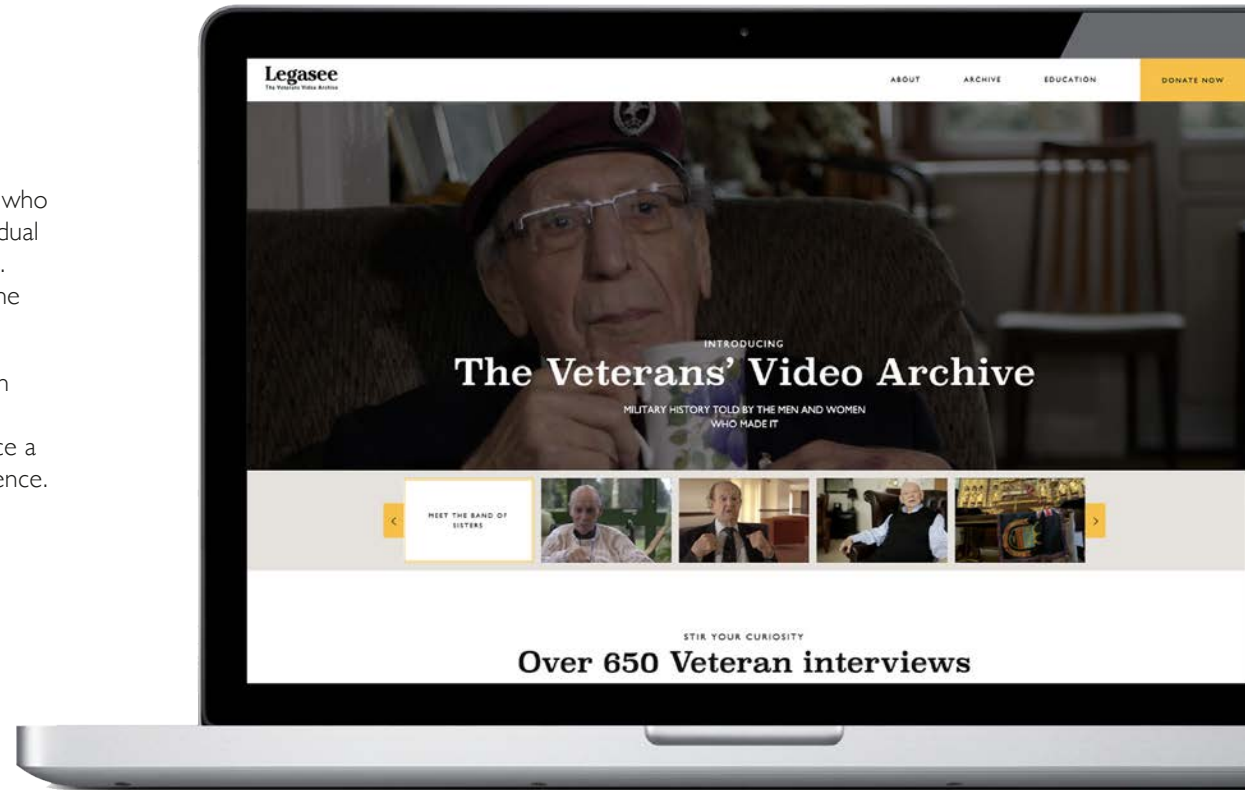 who
dual
.
ne
n
ce a
ence.
Legasee
The Veterans Video Archive
ABOUT
ARCHIVE
EDUCATION
DONATE NOW
INTRODUCING
The Veterans’ Video Archive
MILITARY HISTORY TOLD BY THE MEN AND WOMEN
WHO MADE IT
<
MEET THE BAND OF
SISTERS
>
STIR YOUR CURIOSITY
Over 650 Veteran interviews